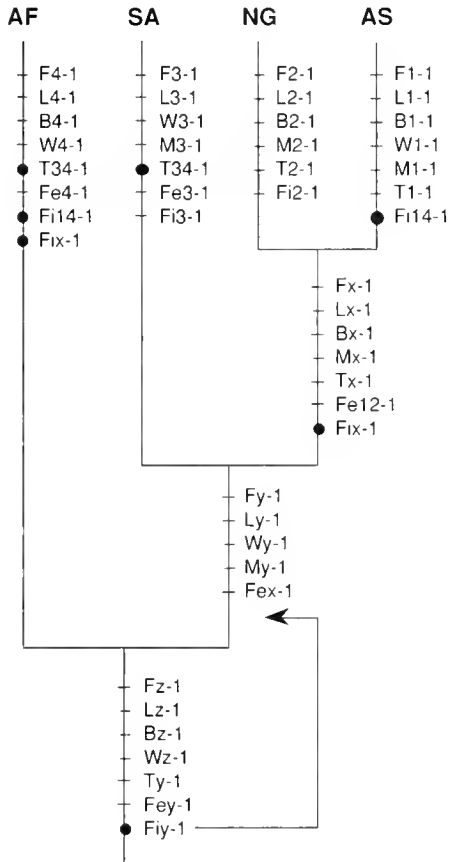 AF SA NG AS
F4-1 F3-1 F2-1 F1-1
L4-1 L3-1 L2-1 L1-1
B4-1 W3-1 B2-1 B1-1
W4-1 M3-1 M2-1 W1-1
T34-1 T34-1 T2-1 M1-1
Fe4-1 Fe3-1 Fi2-1 T1-1
Fi14-1 Fi3-1 Fi14-1
Fix-1
Fx-1
Lx-1
Bx-1
Mx-1
Tx-1
Fe12-1
Fix-1
Fy-1
Ly-1
Wy-1
My-1
Fex-1
Fz-1
Lz-1
Bz-1
Wz-1
Ty-1
Fey-1
Fiy-1